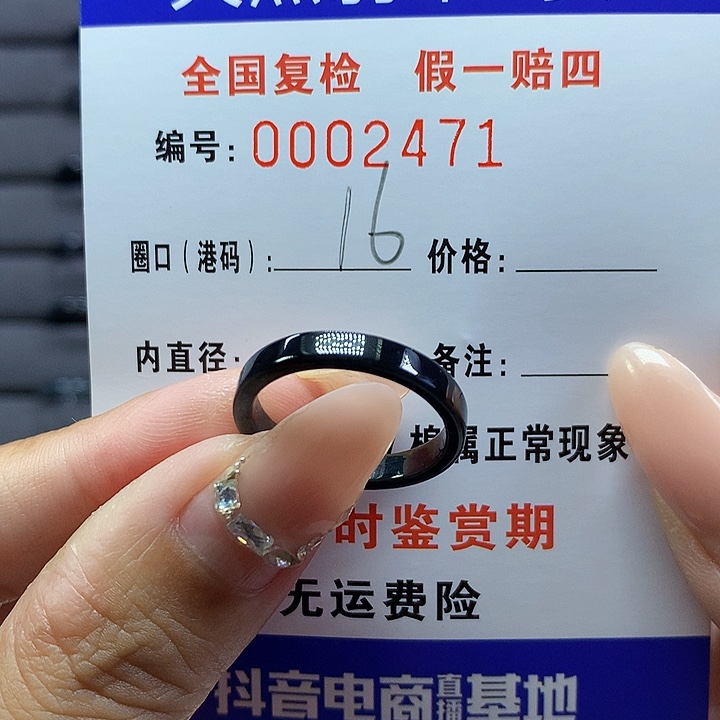 全国复检 假一赔四
编号: 0002471
圈口(港码): 16 价格:
内直径: 备注:
棉属正常现象
时鉴赏期
无运费险
抖音电商直播基地